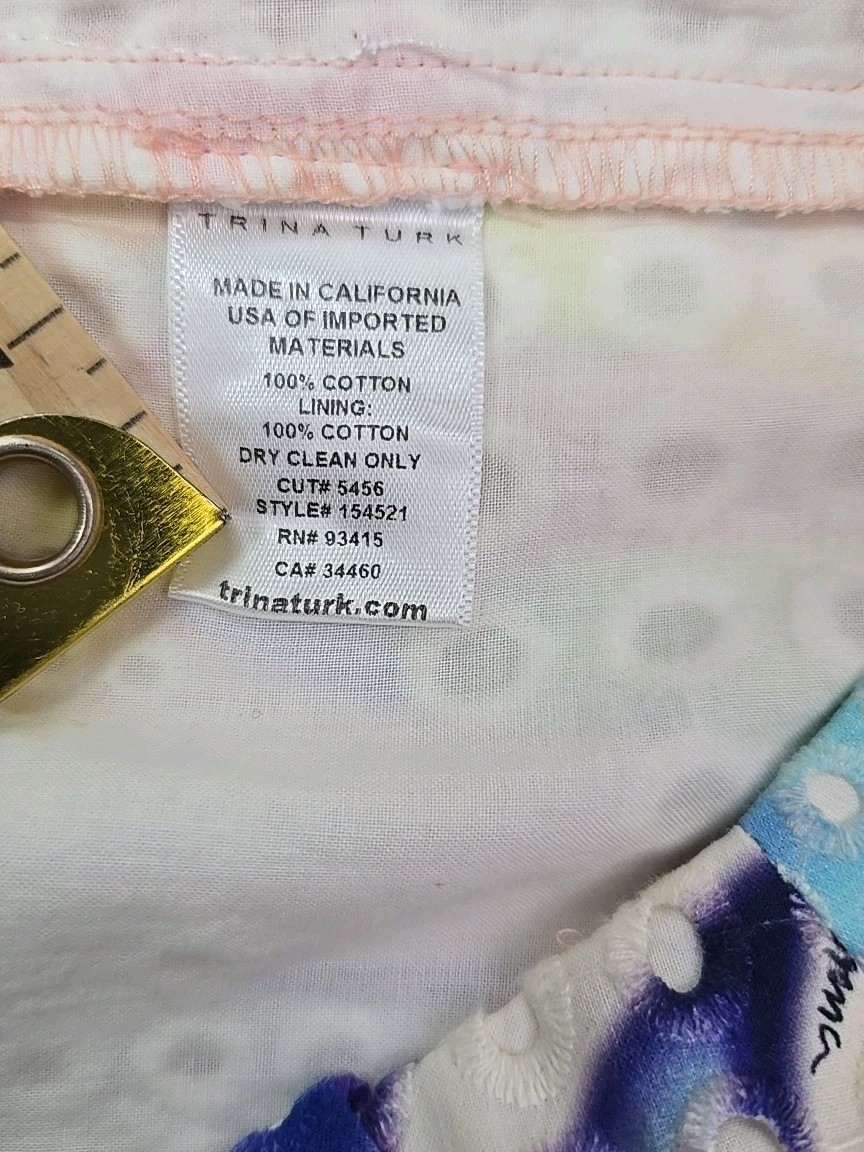 TRINA TURK
MADE IN CALIFORNIA
USA OF IMPORTED
MATERIALS
100% COTTON
LINING:
100% COTTON
DRY CLEAN ONLY
CUT# 5456
STYLE# 154521
RN# 93415
CA# 34460
trinaturk.com